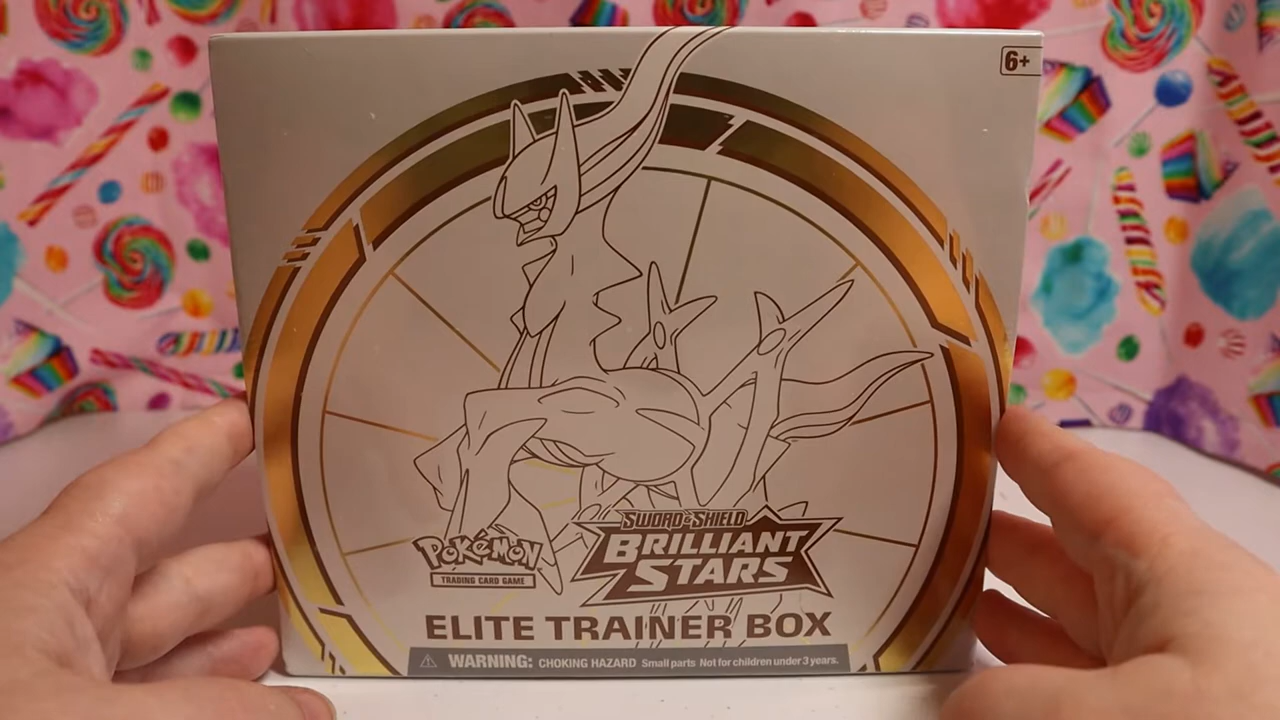 6+
SWORD & SHIELD
POKéMON
BRILLIANT
TRADING CARD GAME
STARS
ELITE TRAINER BOX
WARNING: CHOKING HAZARD Small parts Not for children under 3 years.